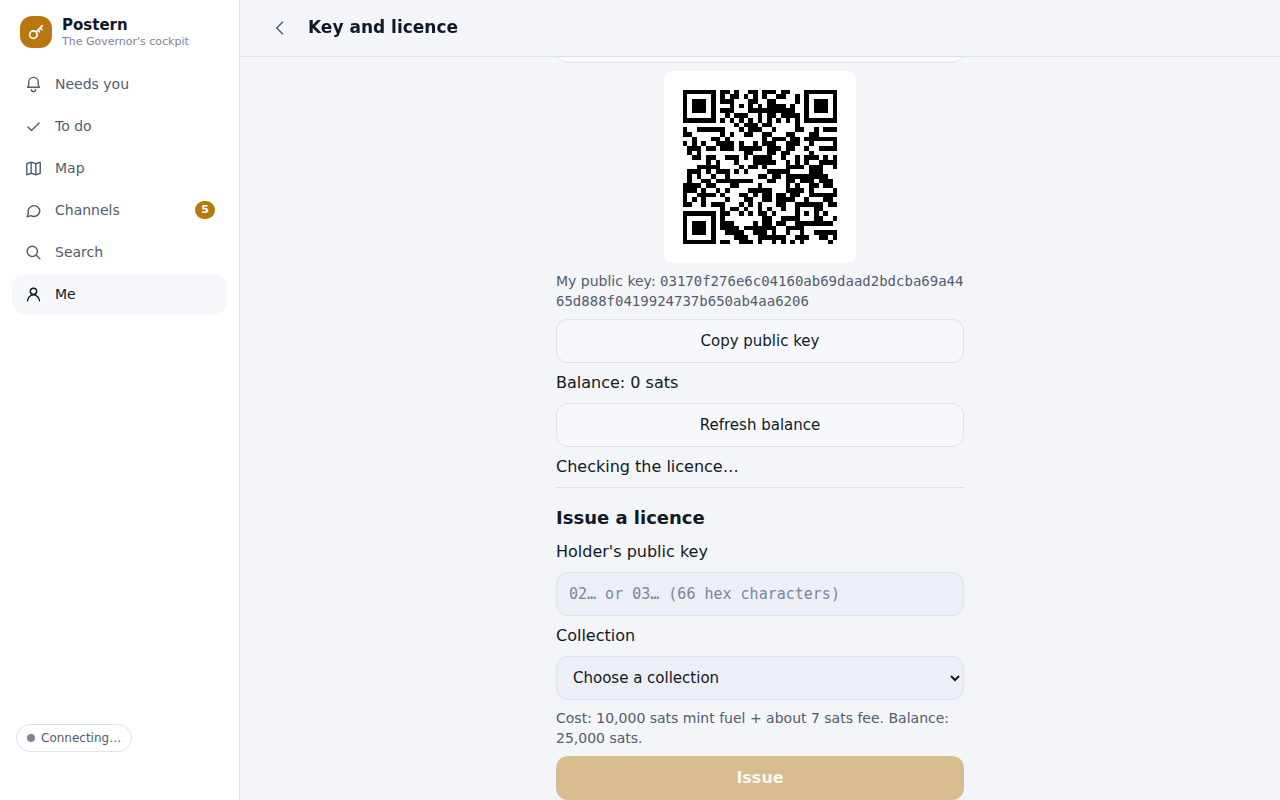 Postern
The Governor's cockpit
Needs you
To do
Map
Channels
5
Search
Me
Connecting…
Key and licence
My public key: 03170f276e6c04160ab69daad2bdcba69a44
65d888f0419924737b650ab4aa6206
Copy public key
Balance: 0 sats
Refresh balance
Checking the licence…
Issue a licence
Holder's public key
02… or 03… (66 hex characters)
Collection
Choose a collection
Cost: 10,000 sats mint fuel + about 7 sats fee. Balance:
25,000 sats.
Issue